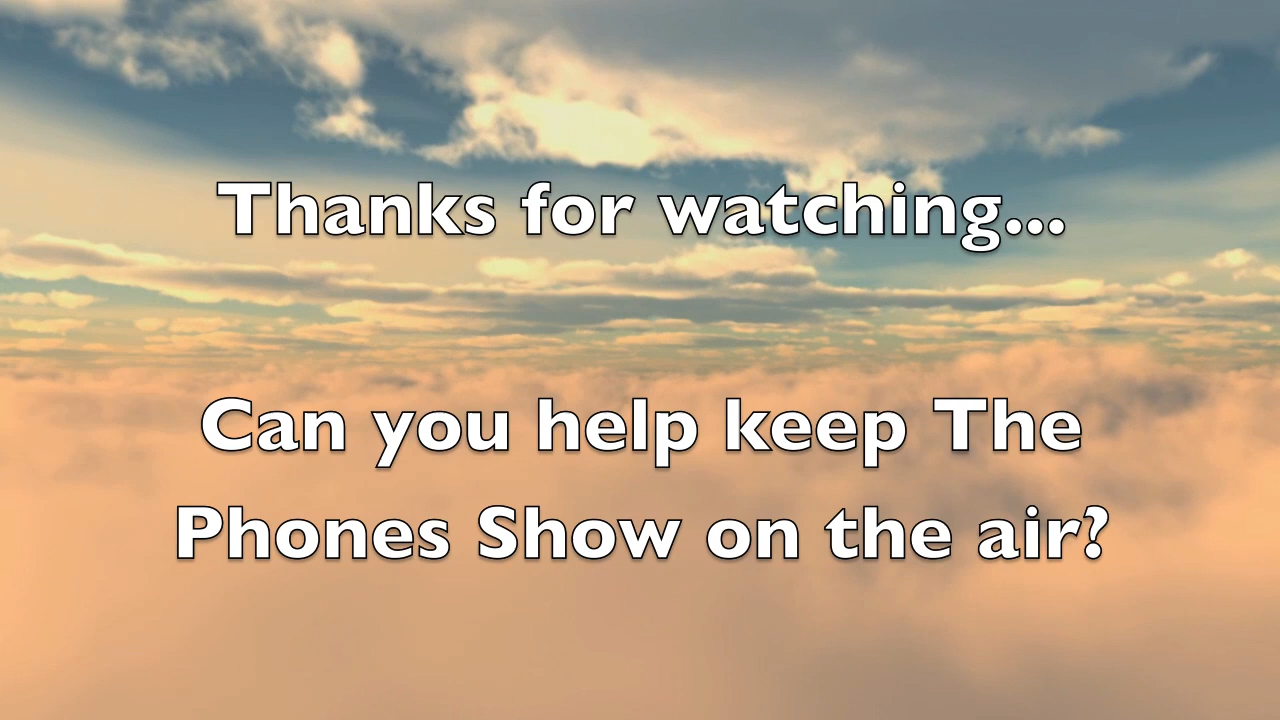 Thanks for watching...
Can you help keep The
Phones Show on the air?